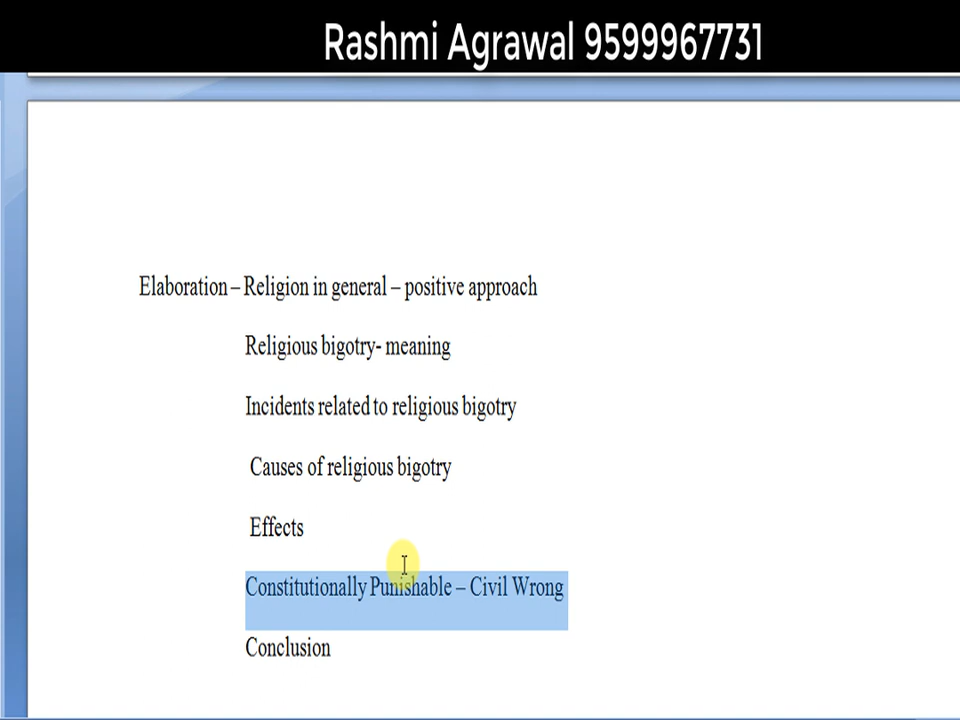 Rashmi Agrawal 9599967731
Elaboration – Religion in general – positive approach
Religious bigotry- meaning
Incidents related to religious bigotry
Causes of religious bigotry
Effects
Constitutionally Punishable – Civil Wrong
Conclusion